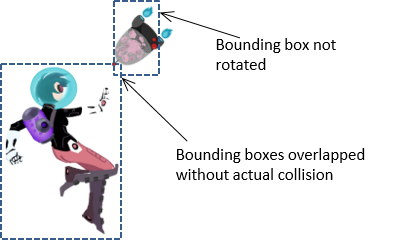 Bounding box not
rotated
Bounding boxes overlapped
without actual collision